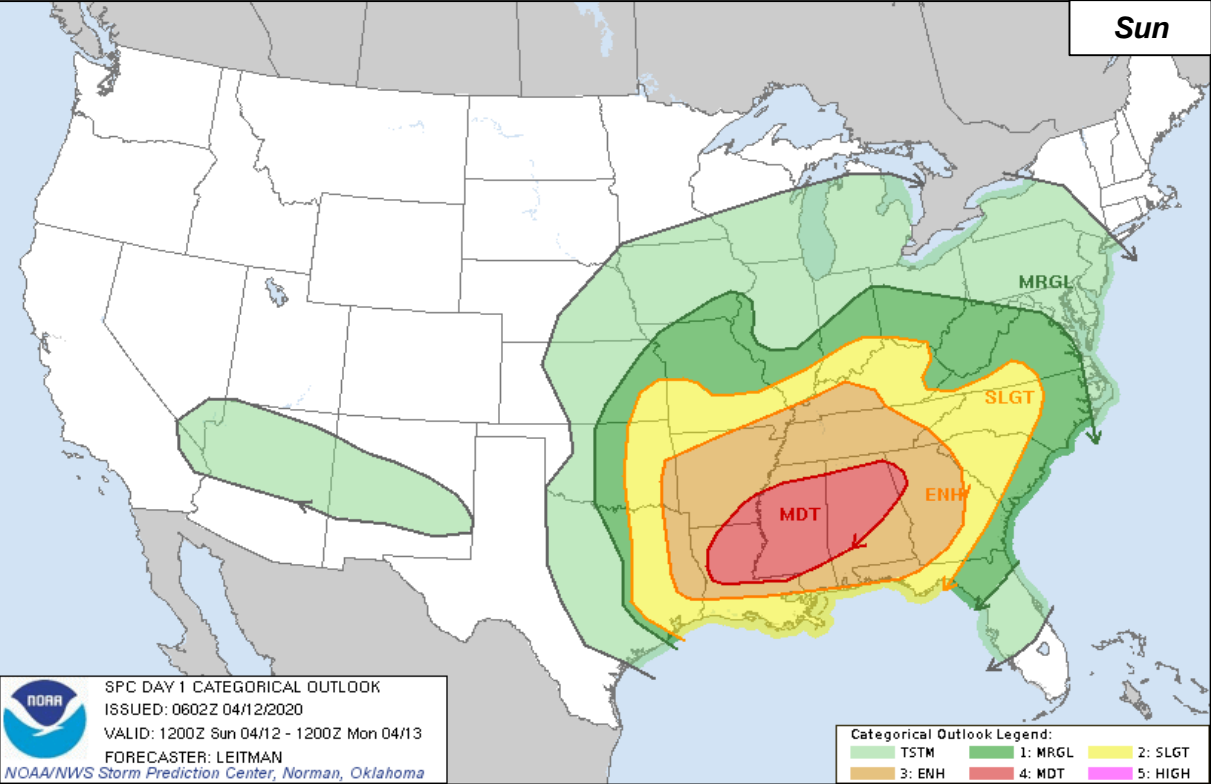 Sun
MRGL
SLGT
ENH
MDT
NOAA
SPC DAY 1 CATEGORICAL OUTLOOK
ISSUED: 0602Z 04/12/2020
VALID: 1200Z Sun 04/12 - 1200Z Mon 04/13
FORECASTER: LEITMAN
NOAA/NWS Storm Prediction Center, Norman, Oklahoma
Categorical Outlook Legend:
TSTM 1: MRGL 2: SLGT
3: ENH 4: MDT 5: HIGH